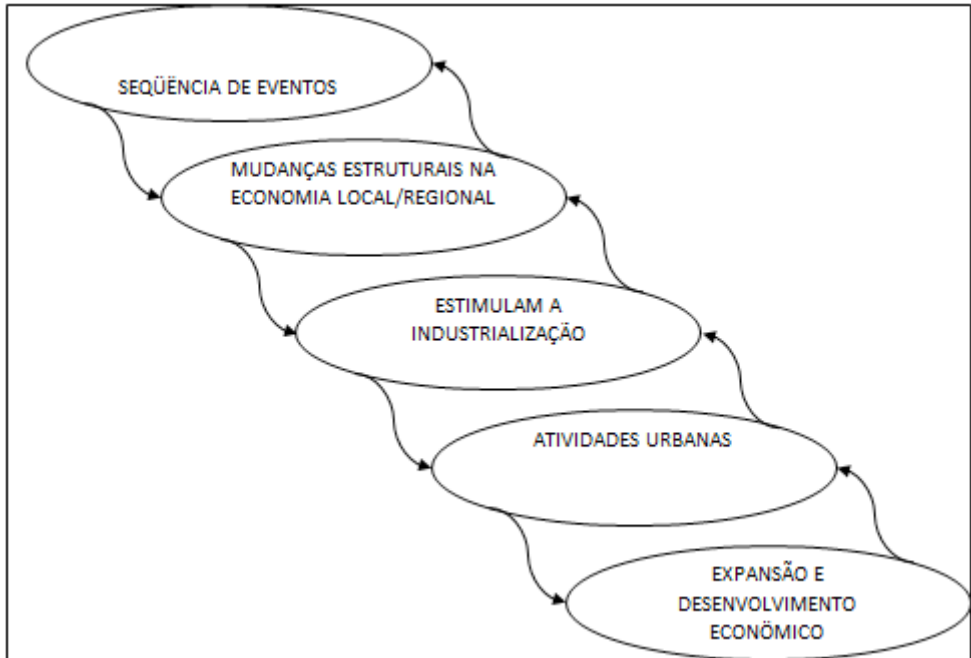 SEQÜÊNCIA DE EVENTOS
MUDANÇAS ESTRUTURAIS NA
ECONOMIA LOCAL/REGIONAL
ESTIMULAM A
INDUSTRIALIZAÇÃO
ATIVIDADES URBANAS
EXPANSÃO E
DESENVOLVIMENTO
ECONÖMICO